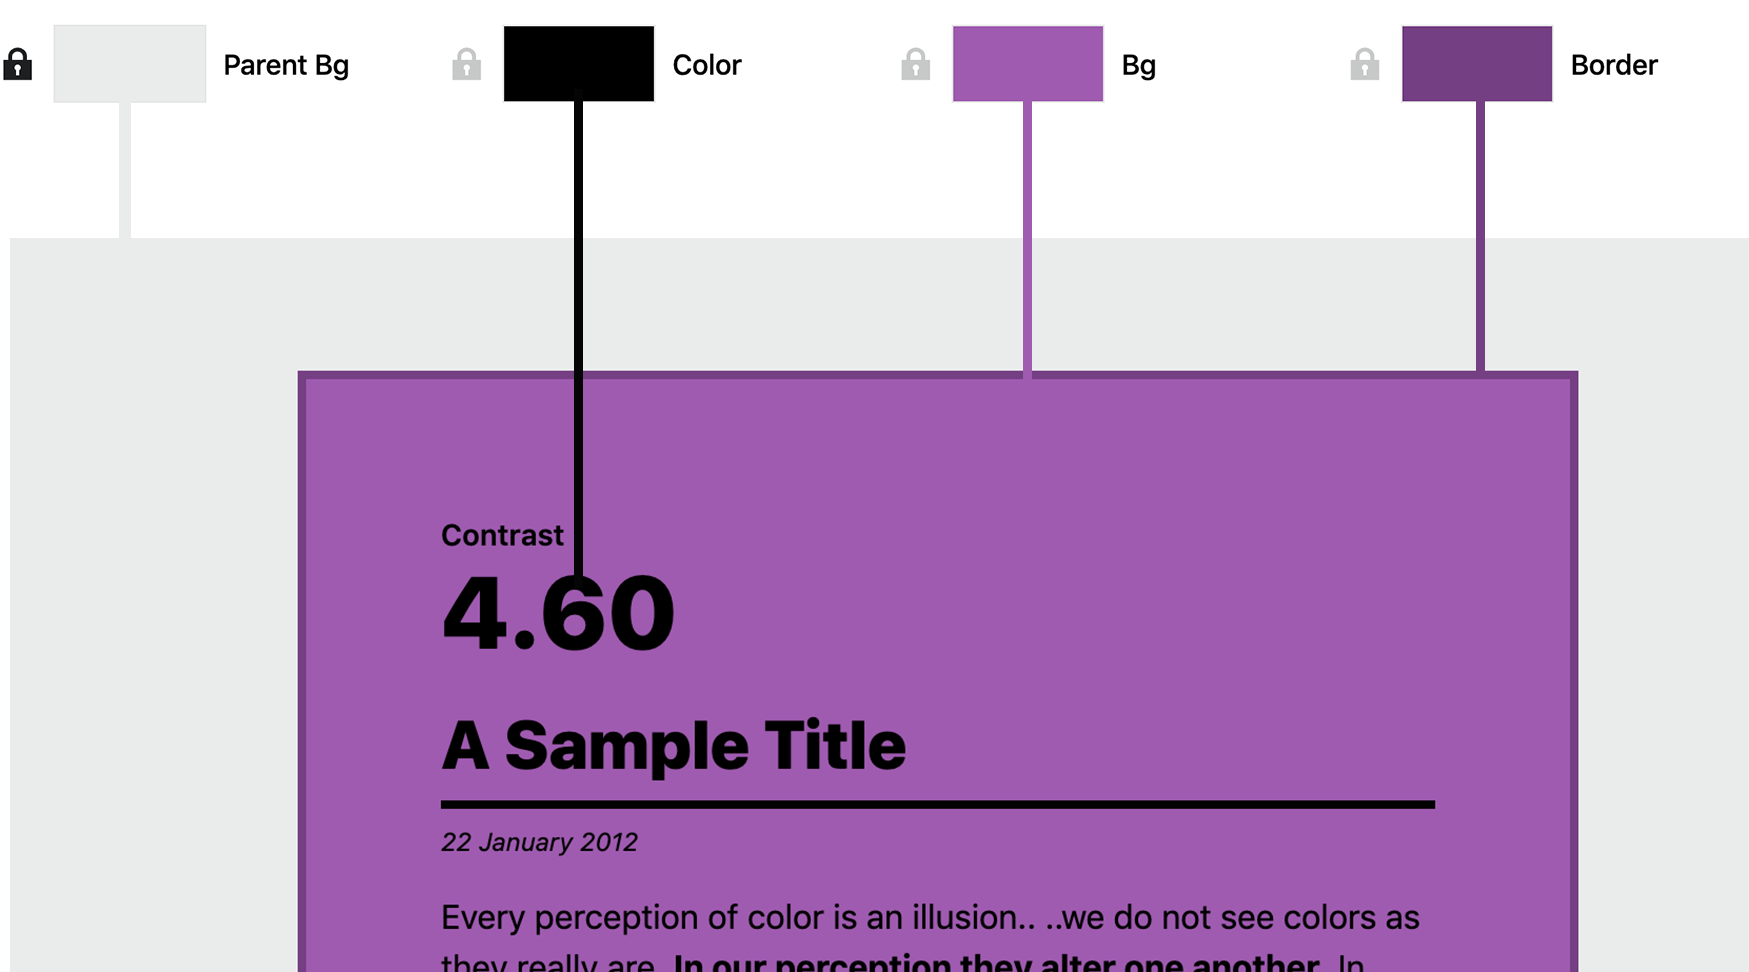 Parent Bg Color Bg Border
Contrast
4.60
A Sample Title
22 January 2012
Every perception of color is an illusion.. ..we do not see colors as
they really are. In our perception they alter one another. In